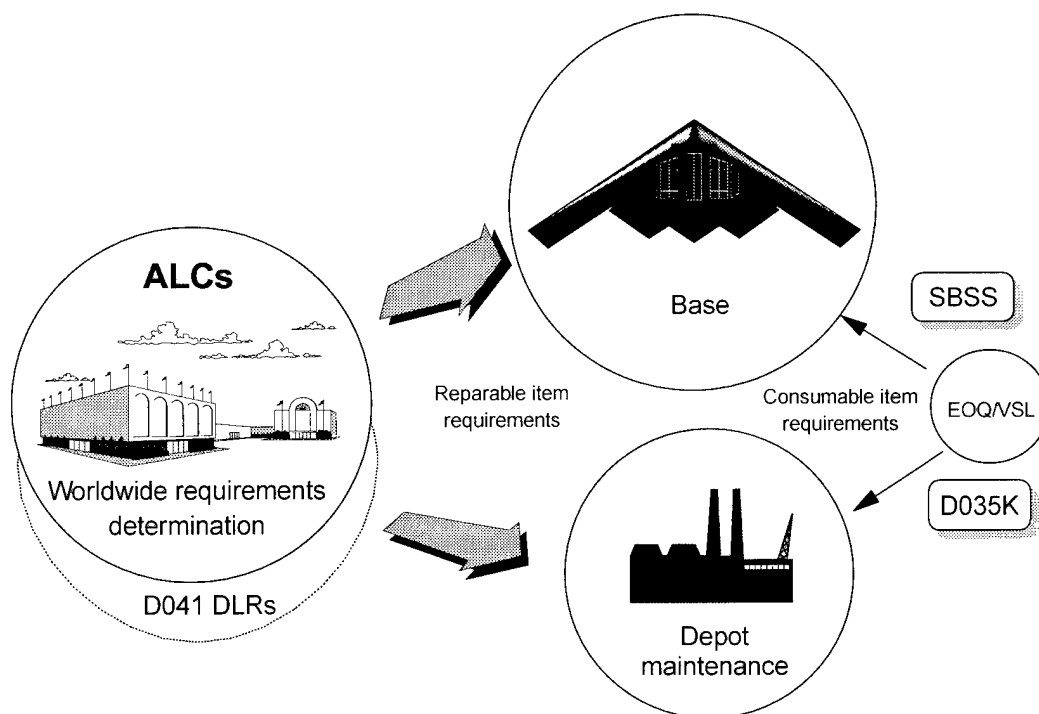 ALCs
Worldwide requirements
determination
D041 DLRs
Reparable item
requirements
Base
Depot
maintenance
Consumable item
requirements
SBSS
EOQ/VSL
D035K